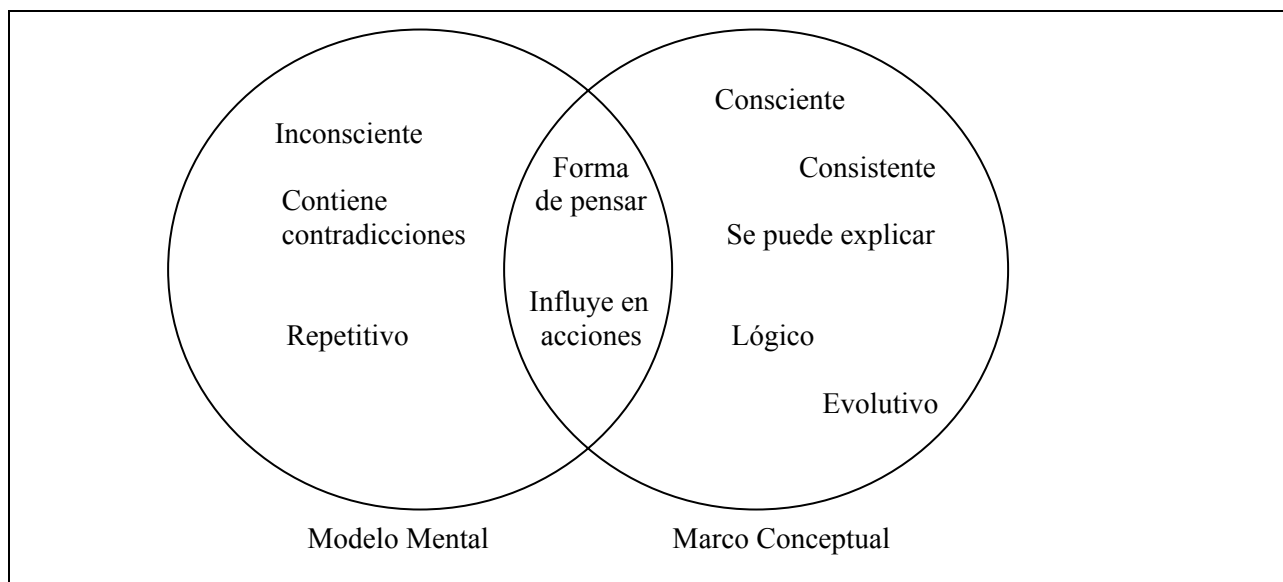 Inconsciente
Contiene
contradicciones
Repetitivo
Forma
de pensar
Influye en
acciones
Consciente
Consistente
Se puede explicar
Lógico
Evolutivo
Modelo Mental
Marco Conceptual